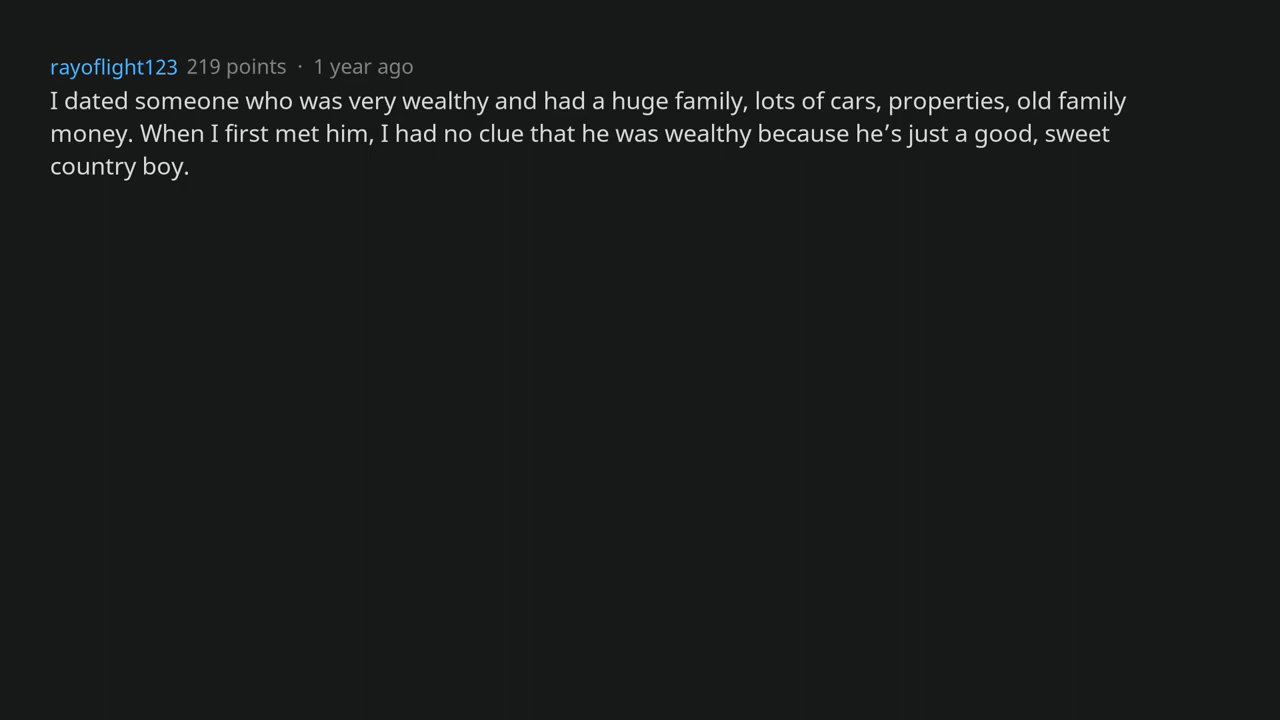 rayoflight123 219 points · 1 year ago
I dated someone who was very wealthy and had a huge family, lots of cars, properties, old family
money. When I first met him, I had no clue that he was wealthy because he’s just a good, sweet
country boy.